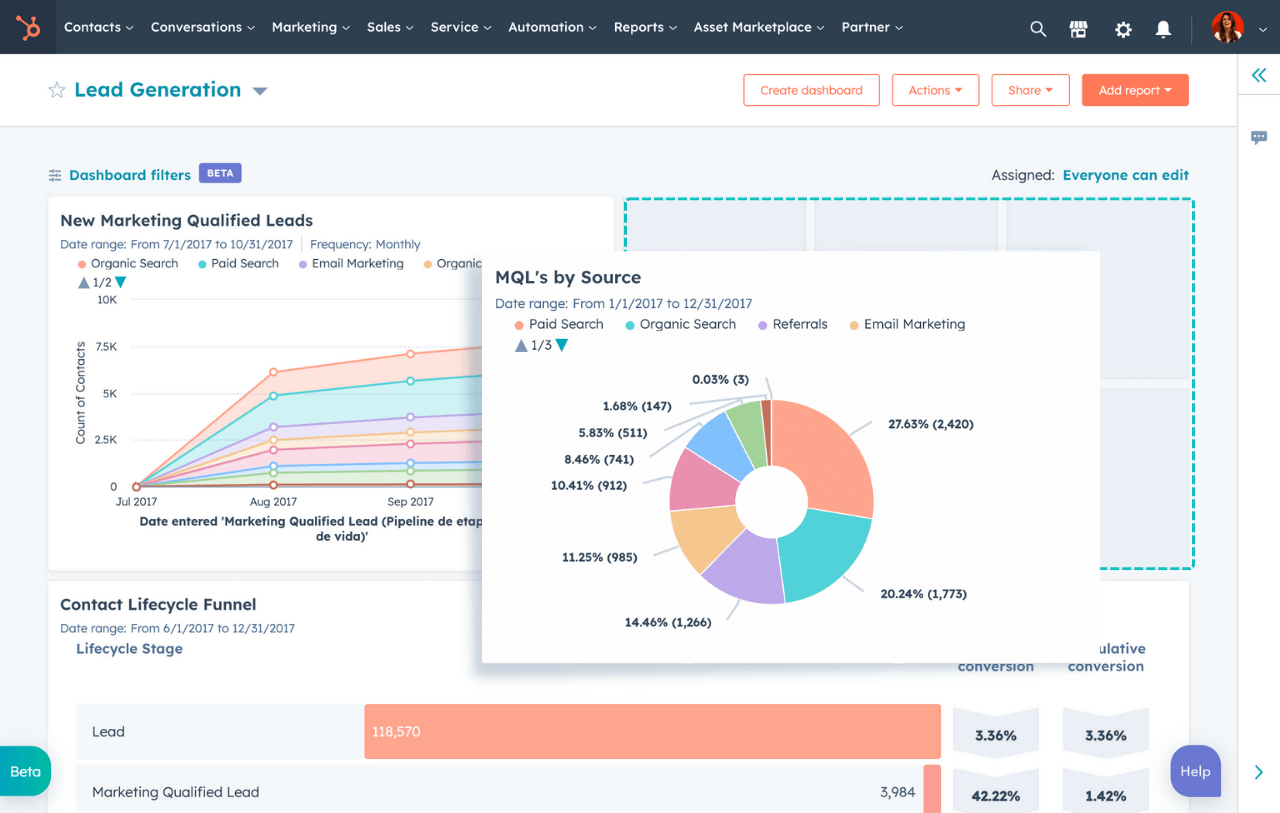 Contacts Conversations Marketing Sales Service Automation Reports Asset Marketplace Partner
Lead Generation
Create dashboard Actions Share Add report
Dashboard filters BETA
Assigned: Everyone can edit
New Marketing Qualified Leads
Date range: From 7/1/2017 to 10/31/2017 Frequency: Monthly
Organic Search Paid Search Email Marketing Organic
1/2
10K
7.5K
5K
2.5K
0
Count of Contacts
Jul 2017 Aug 2017 Sep 2017
Date entered 'Marketing Qualified Lead (Pipeline de etap
de vida)'
MQL's by Source
Date range: From 1/1/2017 to 12/31/2017
Paid Search Organic Search Referrals Email Marketing
1/3
0.03% (3)
1.68% (147)
5.83% (511)
8.46% (741)
10.41% (912)
11.25% (985)
14.46% (1,266)
27.63% (2,420)
20.24% (1,773)
Contact Lifecycle Funnel
Date range: From 6/1/2017 to 12/31/2017
Lifecycle Stage
conversion
ulative
conversion
Lead 118,570 3.36% 3.36%
Marketing Qualified Lead 3,984 42.22% 1.42%
Beta
Help